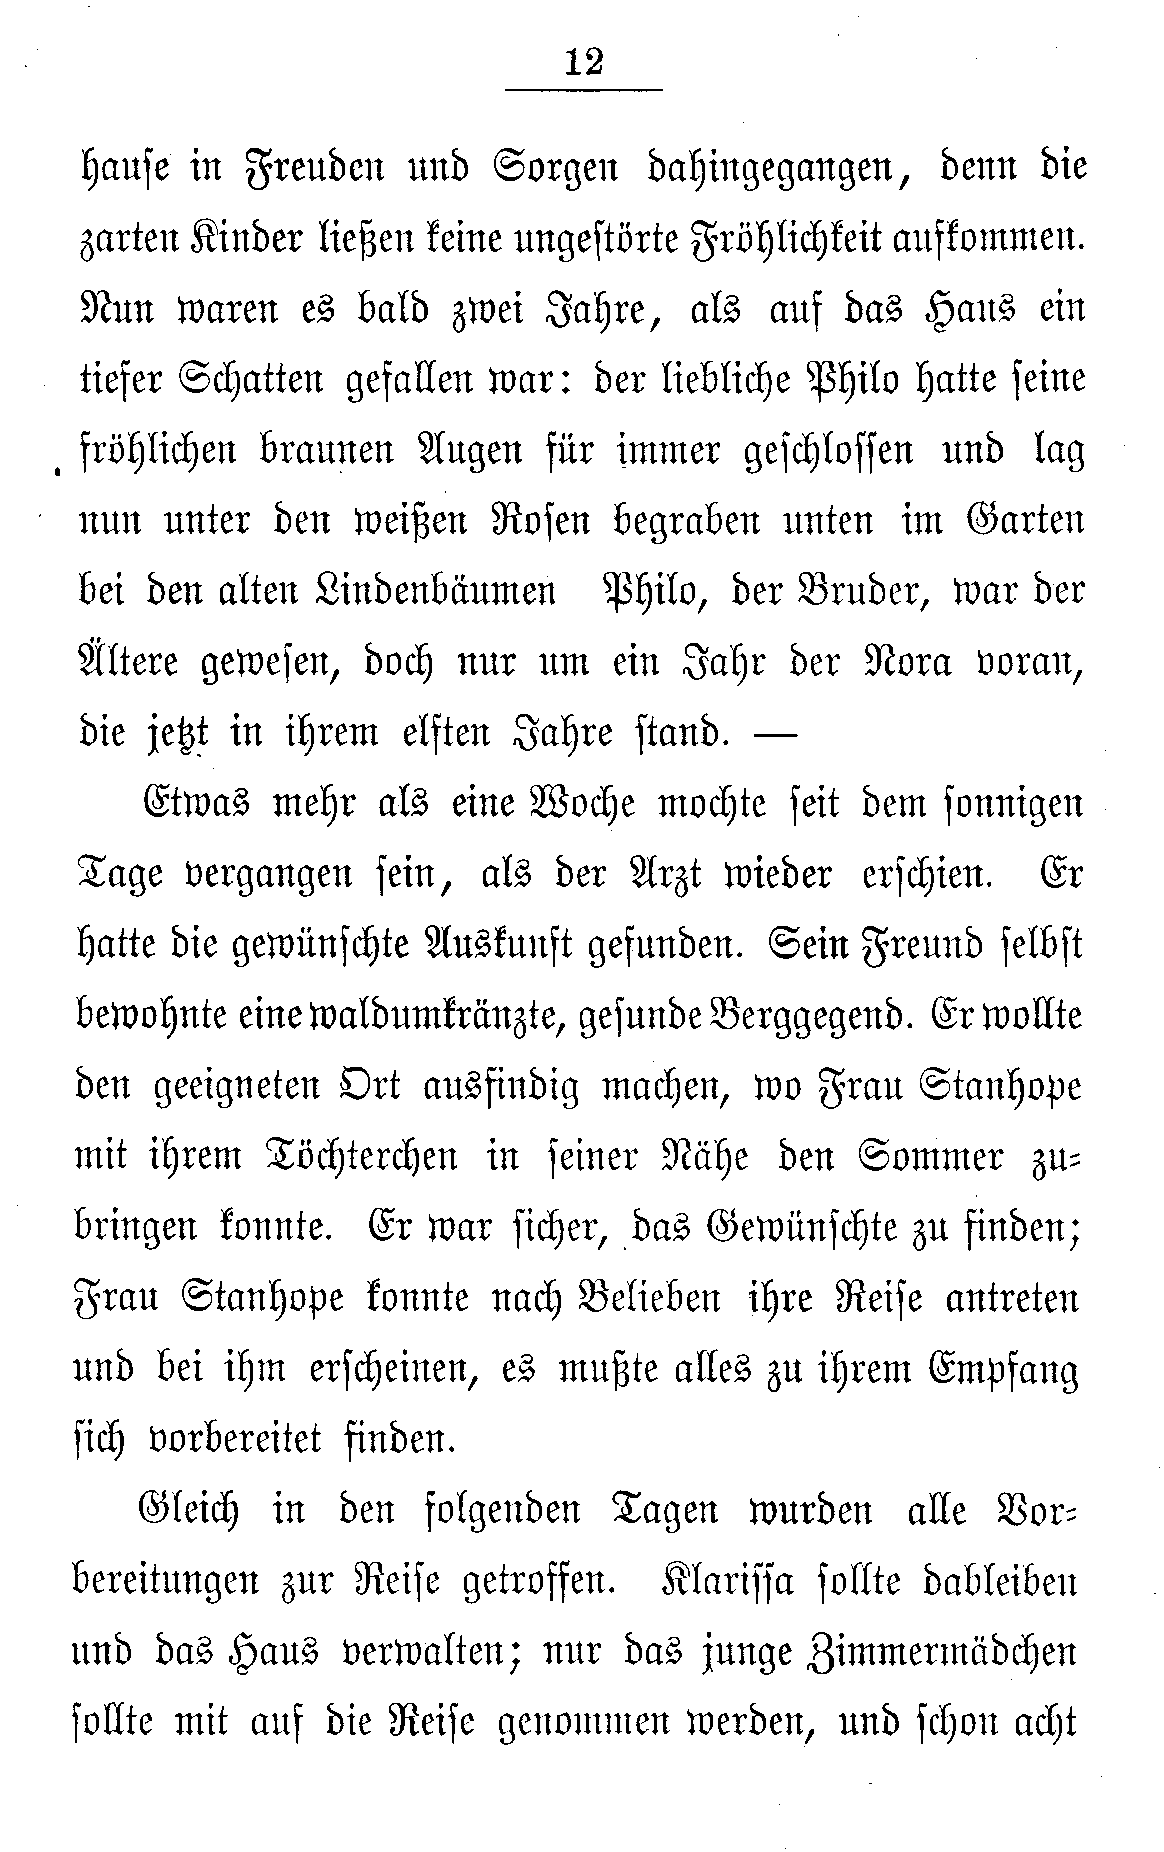 12
hause in Freuden und Sorgen dahingegangen, denn die
zarten Kinder ließen keine ungestörte Fröhlichkeit aufkommen.
Nun waren es bald zwei Jahre, als auf das Haus ein
tiefer Schatten gefallen war: der liebliche Philo hatte seine
fröhlichen braunen Augen für immer geschlossen und lag
nun unter den weißen Rosen begraben unten im Garten
bei den alten Lindenbäumen Philo, der Bruder, war der
Ältere gewesen, doch nur um ein Jahr der Nora voran,
die jetzt in ihrem elften Jahre stand. —
Etwas mehr als eine Woche mochte seit dem sonnigen
Tage vergangen sein, als der Arzt wieder erschien. Er
hatte die gewünschte Auskunft gefunden. Sein Freund selbst
bewohnte eine waldumkränzte, gesunde Berggegend. Er wollte
den geeigneten Ort ausfindig machen, wo Frau Stanhope
mit ihrem Töchterchen in seiner Nähe den Sommer zu-
bringen konnte. Er war sicher, das Gewünschte zu finden;
Frau Stanhope konnte nach Belieben ihre Reise antreten
und bei ihm erscheinen, es mußte alles zu ihrem Empfang
sich vorbereitet finden.
Gleich in den folgenden Tagen wurden alle Vor-
bereitungen zur Reise getroffen. Klarissa sollte dableiben
und das Haus verwalten; nur das junge Zimmermädchen
sollte mit auf die Reise genommen werden, und schon acht